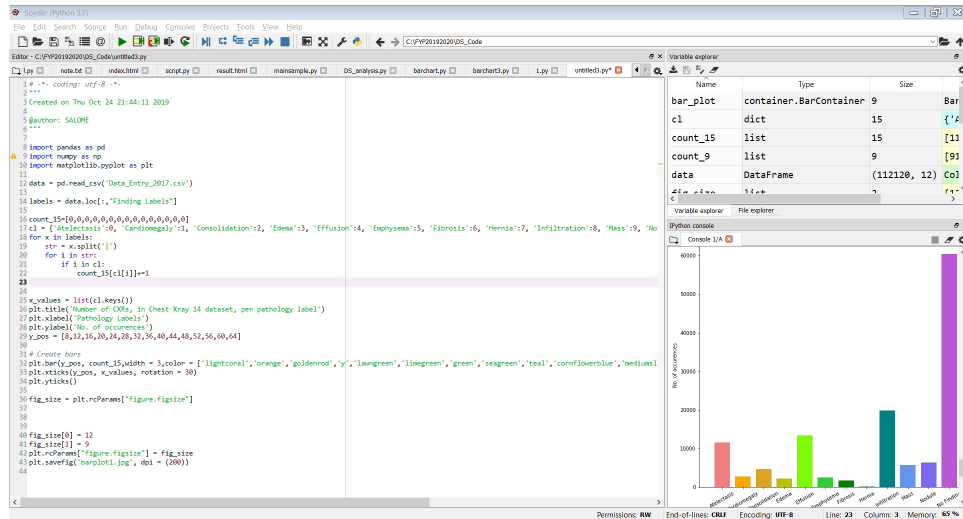 Spyder (Python 3.7)
File Edit Search Source Run Debug Consoles Projects Tools View Help
C:\FYP20192020\DS_Code
Editor - C:\FYP20192020\DS_Code\untitled3.py
l.py note.txt index.html script.py result.html mainsample.py DS_analysis.py barchart.py barchart3.py 1.py untitled3.py*
1 # -*- coding: utf-8 -*-
2 """
3 Created on Thu Oct 24 21:44:11 2019
4
5 @author: SALOME
6 """
7
8 import pandas as pd
9 import numpy as np
10 import matplotlib.pyplot as plt
11
12 data = pd.read_csv('Data_Entry_2017.csv')
13
14 labels = data.loc[:,"Finding Labels"]
15
16 count_15=[0,0,0,0,0,0,0,0,0,0,0,0,0,0,0]
17 cl = {'Atelectasis':0, 'Cardiomegaly':1, 'Consolidation':2, 'Edema':3, 'Effusion':4, 'Emphysema':5, 'Fibrosis':6, 'Hernia':7, 'Infiltration':8, 'Mass':9, 'No
18 for x in labels:
19 str = x.split('|')
20 for i in str:
21 if i in cl:
22 count_15[cl[i]]+=1
23
24
25 x_values = list(cl.keys())
26 plt.title('Number of CXRs, in Chest Xray 14 dataset, per pathology label')
27 plt.xlabel('Pathology Labels')
28 plt.ylabel('No. of occurences')
29 y_pos = [8,12,16,20,24,28,32,36,40,44,48,52,56,60,64]
30
31 # Create bars
32 plt.bar(y_pos, count_15,width = 3,color = ['lightcoral','orange','goldenrod','y','lawngreen','limegreen','green','seagreen','teal','cornflowerblue','mediumsl
33 plt.xticks(y_pos, x_values, rotation = 30)
34 plt.yticks()
35
36 fig_size = plt.rcParams["figure.figsize"]
37
38
39
40 fig_size[0] = 12
41 fig_size[1] = 9
42 plt.rcParams["figure.figsize"] = fig_size
43 plt.savefig('barplot1.jpg', dpi = (200))
44
Variable explorer
Name Type Size
bar_plot container.BarContainer 9 Bar
cl dict 15 {'A
count_15 list 15 [11
count_9 list 9 [91
data DataFrame (112120, 12) Col
fig_size list 2 [12
Variable explorer File explorer
IPython console
Console 1/A
60000
50000
40000
30000
20000
10000
0
No. of occurences
Atelectasis Cardiomegaly Consolidation Edema Effusion Emphysema Fibrosis Hernia Infiltration Mass Nodule No Findin
Permissions: RW End-of-lines: CRLF Encoding: UTF-8 Line: 23 Column: 3 Memory: 65 %